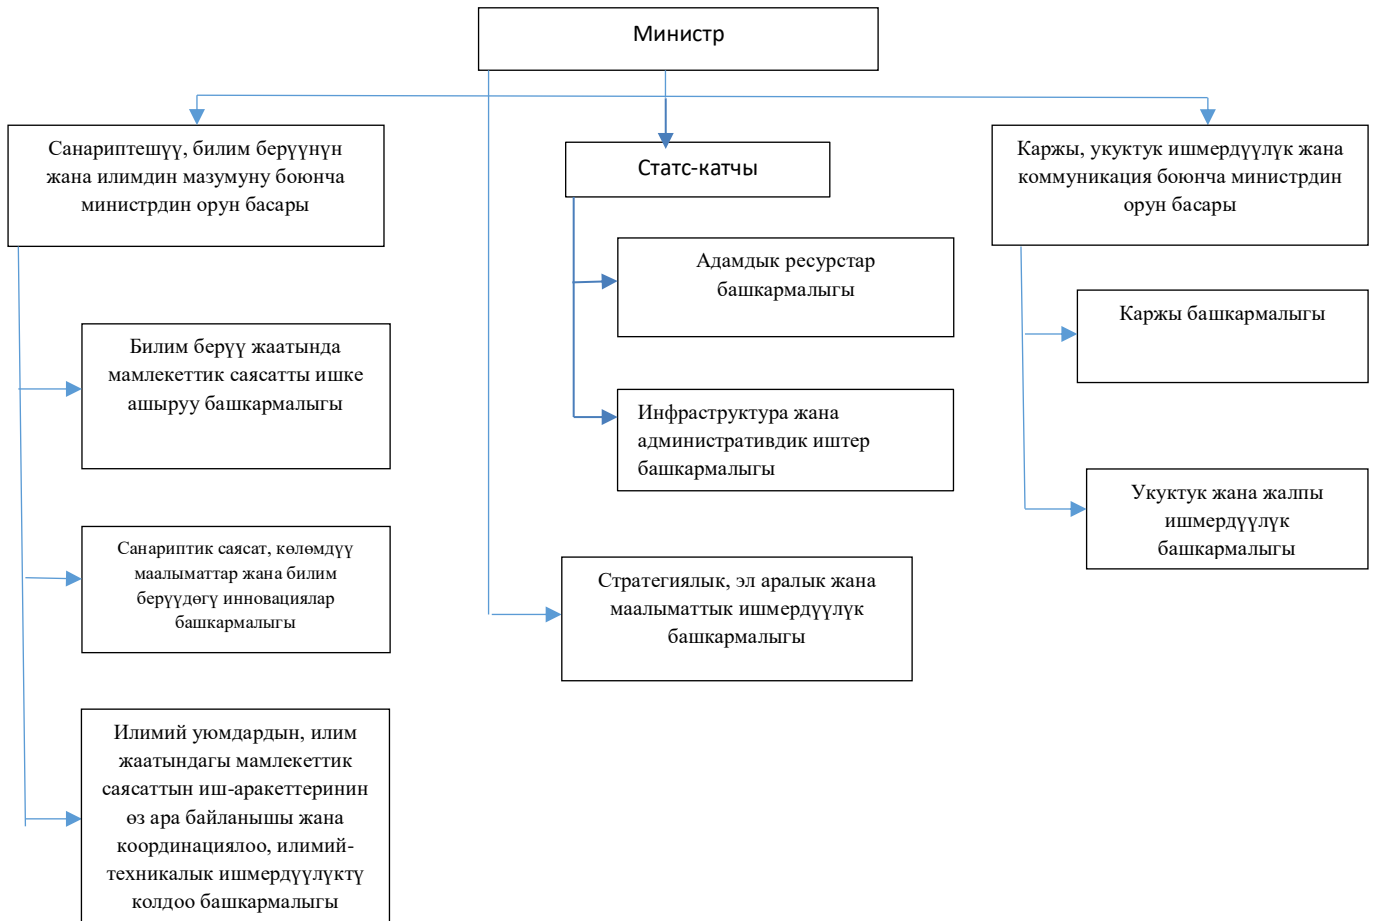 Министр
Санариптешүү, билим берүүнүн
жана илимдин мазумуну боюнча
министрдин орун басары
Статс-катчы
Каржы, укуктук ишмердүүлүк жана
коммуникация боюнча министрдин
орун басары
Адамдык ресурстар
башкармалыгы
Каржы башкармалыгы
Билим берүү жаатында
мамлекеттик саясатты ишке
ашыруу башкармалыгы
Инфраструктура жана
административдик иштер
башкармалыгы
Укуктук жана жалпы
ишмердүүлүк
башкармалыгы
Санариптик саясат, көлөмдүү
маалыматтар жана билим
берүүдөгү инновациялар
башкармалыгы
Стратегиялык, эл аралык жана
маалыматтык ишмердүүлүк
башкармалыгы
Илимий уюмдардын, илим
жаатындагы мамлекеттик
саясаттын иш-аракеттеринин
өз ара байланышы жана
координациялоо, илимий-
техникалык ишмердүүлүктү
колдоо башкармалыгы